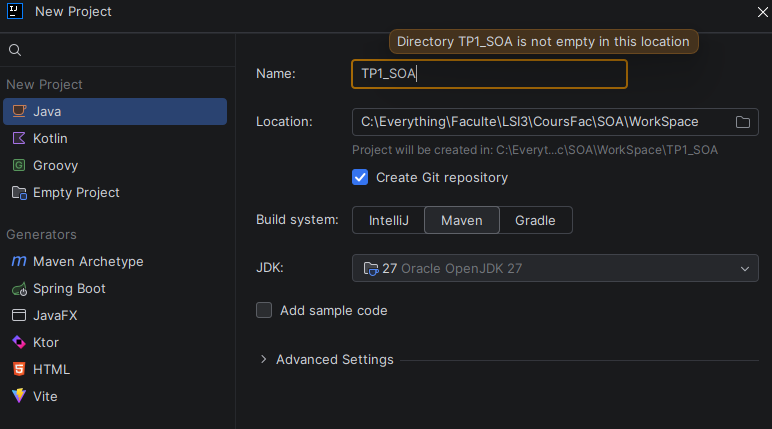 New Project
Directory TP1_SOA is not empty in this location
Name:
TP1_SOA
New Project
Java
Kotlin
Groovy
Empty Project
Generators
Maven Archetype
Spring Boot
JavaFX
Ktor
HTML
Vite
Location:
C:\Everything\Faculte\LSI3\CoursFac\SOA\WorkSpace
Project will be created in: C:\Everyt...c\SOA\WorkSpace\TP1_SOA
Create Git repository
Build system:
IntelliJ Maven Gradle
JDK:
27 Oracle OpenJDK 27
Add sample code
Advanced Settings